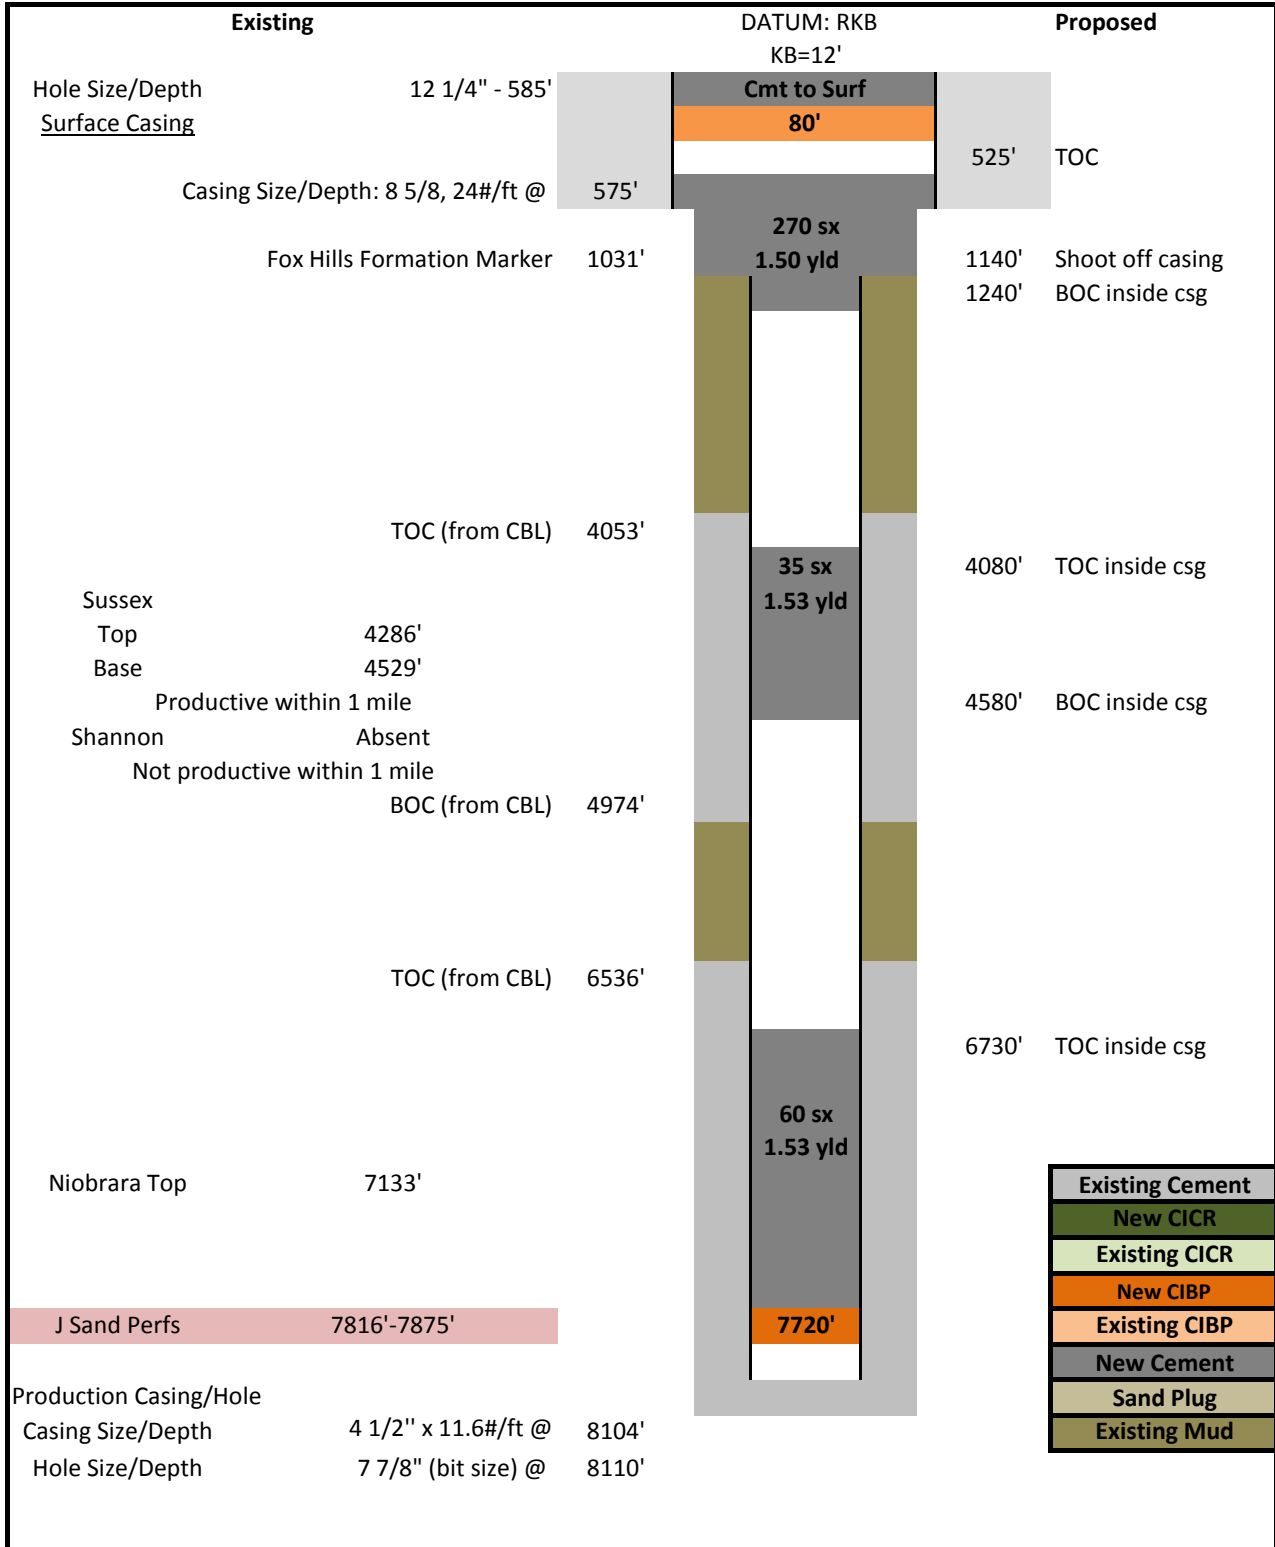 Existing DATUM: RKB Proposed
KB=12'
Hole Size/Depth 12 1/4" - 585' Cmt to Surf
Surface Casing 80'
525' TOC
Casing Size/Depth: 8 5/8, 24#/ft @ 575'
270 sx
Fox Hills Formation Marker 1031' 1.50 yld 1140' Shoot off casing
1240' BOC inside csg
TOC (from CBL) 4053'
35 sx 4080' TOC inside csg
Sussex 1.53 yld
Top 4286'
Base 4529'
Productive within 1 mile 4580' BOC inside csg
Shannon Absent
Not productive within 1 mile
BOC (from CBL) 4974'
TOC (from CBL) 6536'
6730' TOC inside csg
60 sx
1.53 yld
Niobrara Top 7133' Existing Cement
New CICR
Existing CICR
New CIBP
J Sand Perfs 7816'-7875' 7720' Existing CIBP
New Cement
Production Casing/Hole Sand Plug
Casing Size/Depth 4 1/2'' x 11.6#/ft @ 8104' Existing Mud
Hole Size/Depth 7 7/8" (bit size) @ 8110'